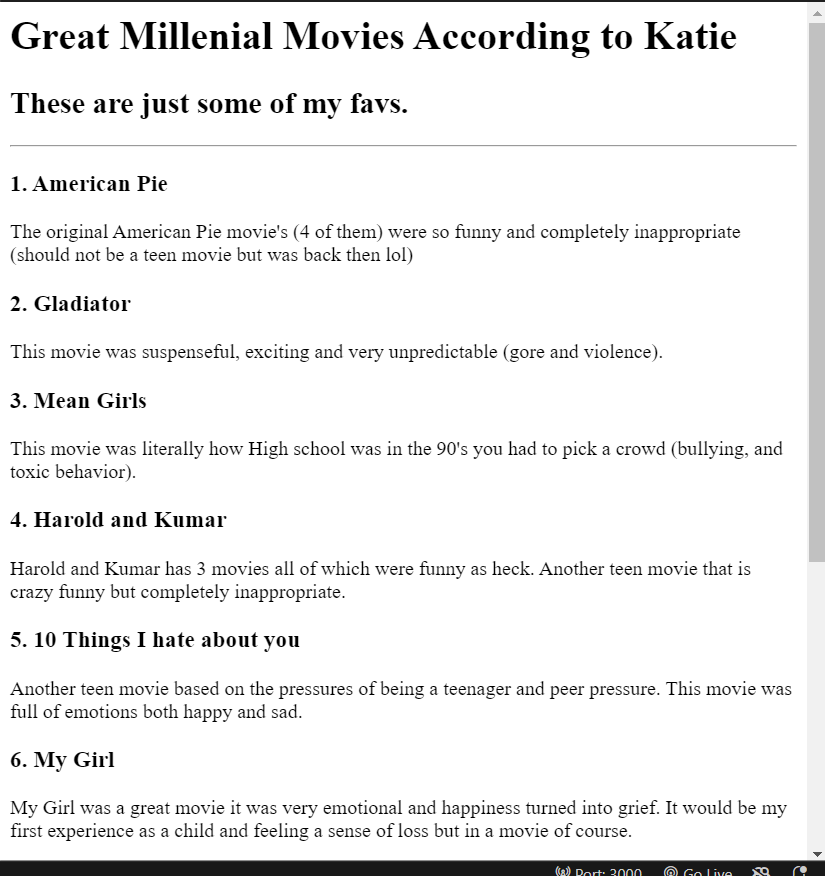 Great Millenial Movies According to Katie
These are just some of my favs.
1. American Pie
The original American Pie movie's (4 of them) were so funny and completely inappropriate
(should not be a teen movie but was back then lol)
2. Gladiator
This movie was suspenseful, exciting and very unpredictable (gore and violence).
3. Mean Girls
This movie was literally how High school was in the 90's you had to pick a crowd (bullying, and
toxic behavior).
4. Harold and Kumar
Harold and Kumar has 3 movies all of which were funny as heck. Another teen movie that is
crazy funny but completely inappropriate.
5. 10 Things I hate about you
Another teen movie based on the pressures of being a teenager and peer pressure. This movie was
full of emotions both happy and sad.
6. My Girl
My Girl was a great movie it was very emotional and happiness turned into grief. It would be my
first experience as a child and feeling a sense of loss but in a movie of course.
Port: 3000 Go Live